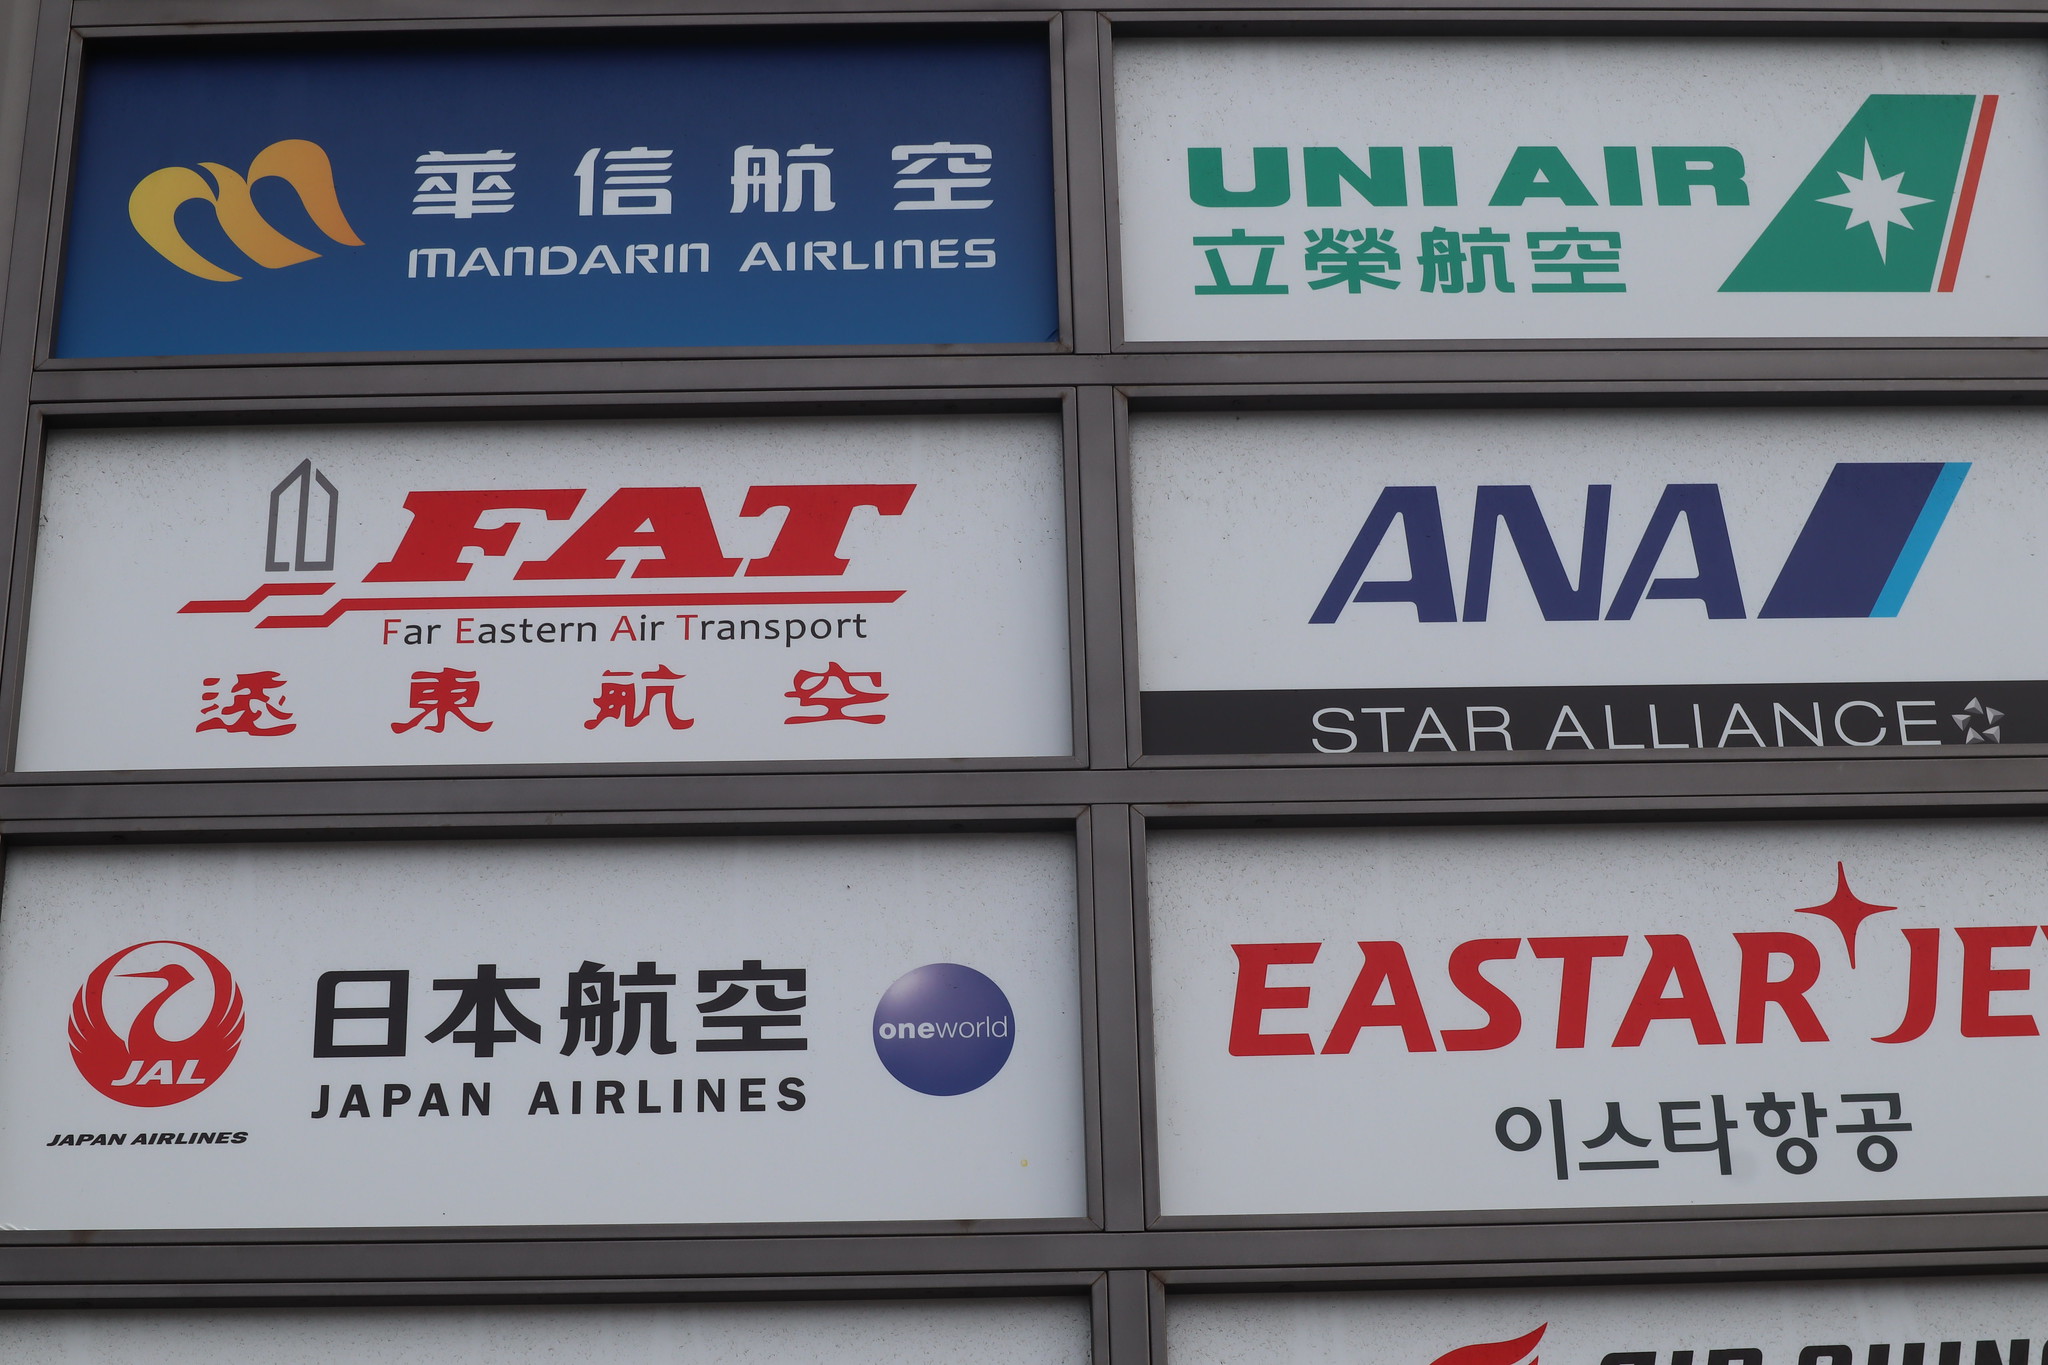 華信航空
MANDARIN AIRLINES
UNI AIR
立榮航空
FAT
Far Eastern Air Transport
遠東航空
ANA
STAR ALLIANCE
JAL
JAPAN AIRLINES
日本航空
JAPAN AIRLINES
oneworld
EASTAR JE
이스타항공